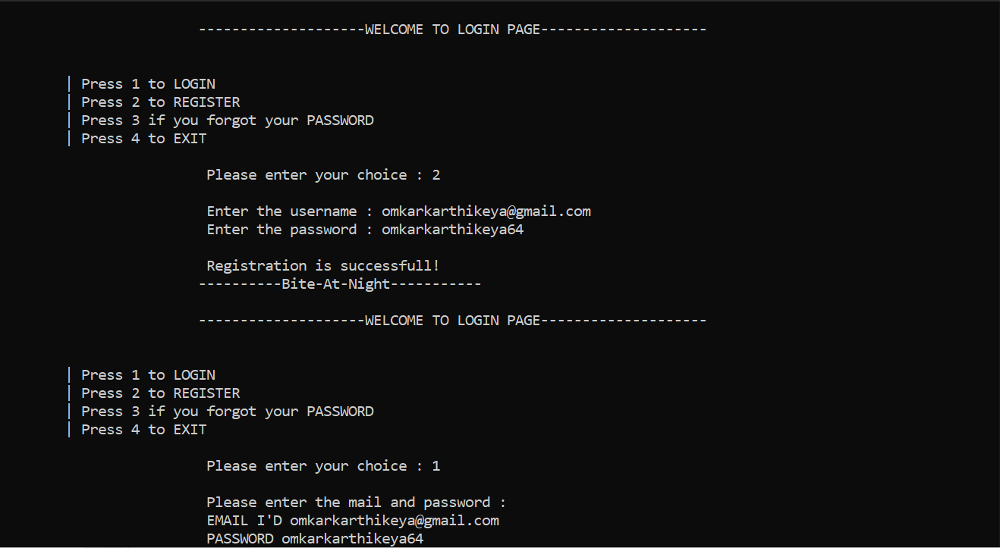 --------------------WELCOME TO LOGIN PAGE--------------------
| Press 1 to LOGIN
| Press 2 to REGISTER
| Press 3 if you forgot your PASSWORD
| Press 4 to EXIT
Please enter your choice : 2
Enter the username : omkarkarthikeya@gmail.com
Enter the password : omkarkarthikeya64
Registration is successfull!
----------Bite-At-Night-----------
--------------------WELCOME TO LOGIN PAGE--------------------
| Press 1 to LOGIN
| Press 2 to REGISTER
| Press 3 if you forgot your PASSWORD
| Press 4 to EXIT
Please enter your choice : 1
Please enter the mail and password :
EMAIL I'D omkarkarthikeya@gmail.com
PASSWORD omkarkarthikeya64